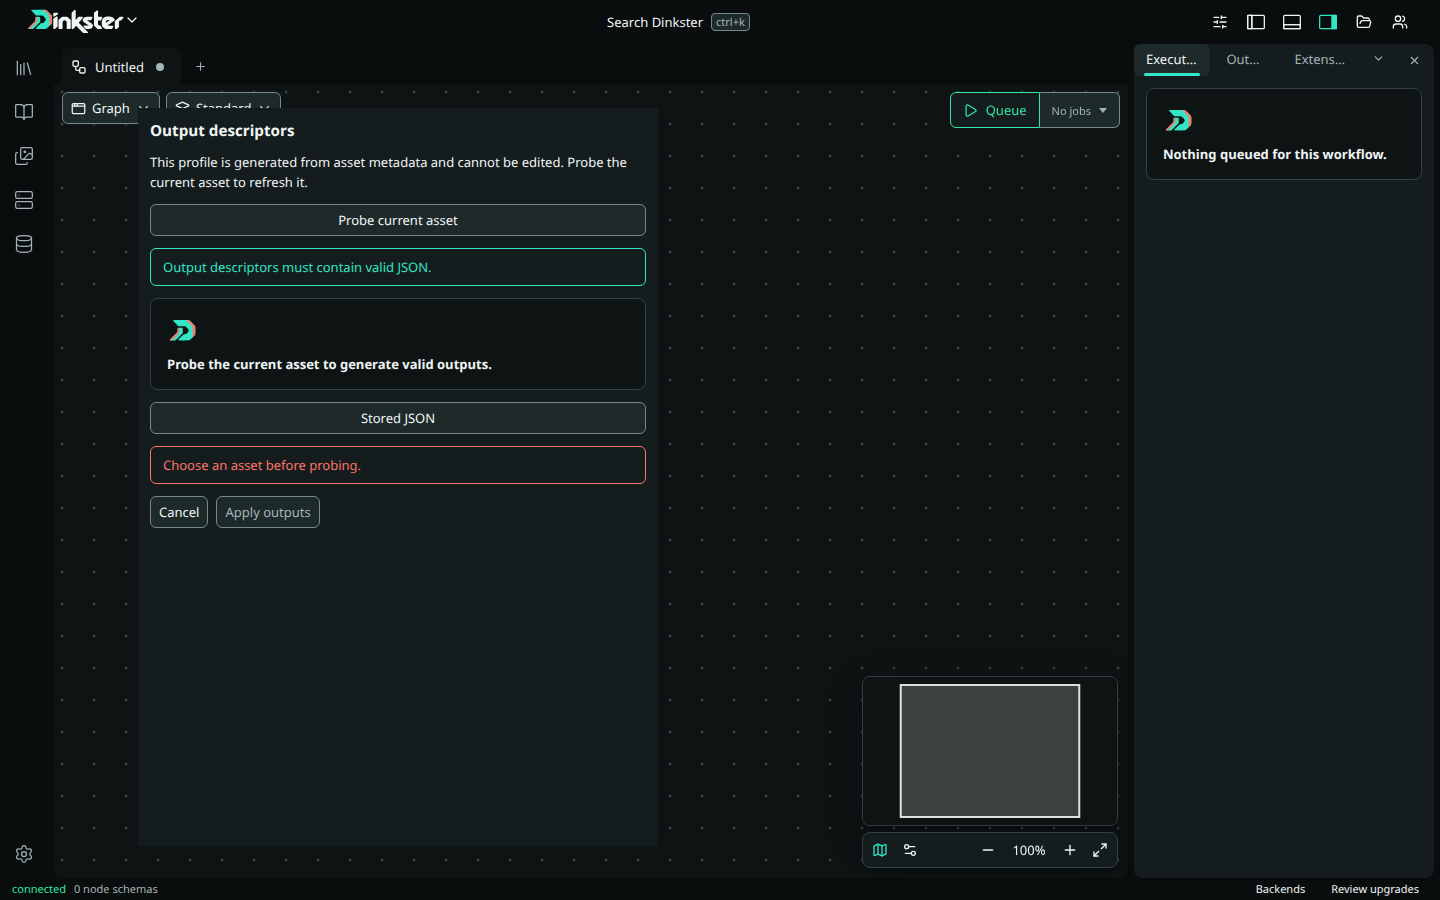 Dinkster
Search Dinkster ctrl+k
Untitled
Execut... Out... Extens...
Graph Standard
Queue No jobs
Nothing queued for this workflow.
Output descriptors
This profile is generated from asset metadata and cannot be edited. Probe the
current asset to refresh it.
Probe current asset
Output descriptors must contain valid JSON.
Probe the current asset to generate valid outputs.
Stored JSON
Choose an asset before probing.
Cancel Apply outputs
100%
connected 0 node schemas
Backends Review upgrades